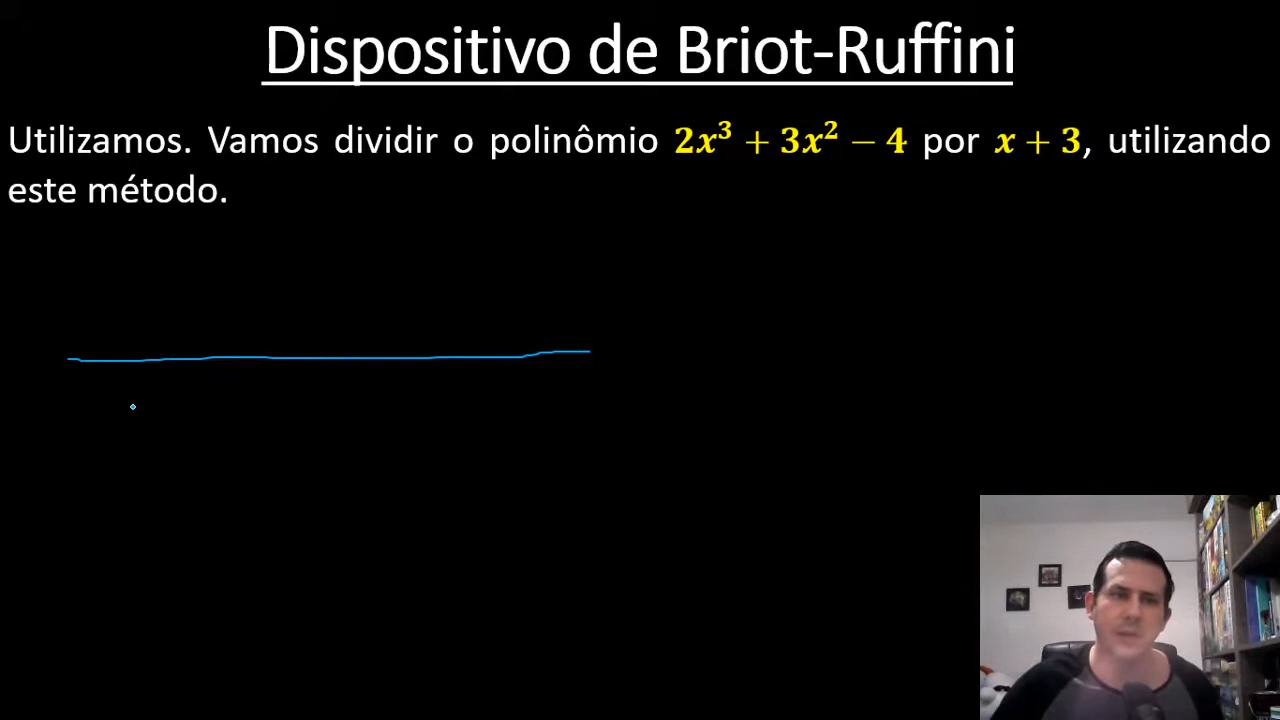 Dispositivo de Briot-Ruffini
Utilizamos. Vamos dividir o polinômio 2x³ + 3x² − 4 por x + 3, utilizando
este método.